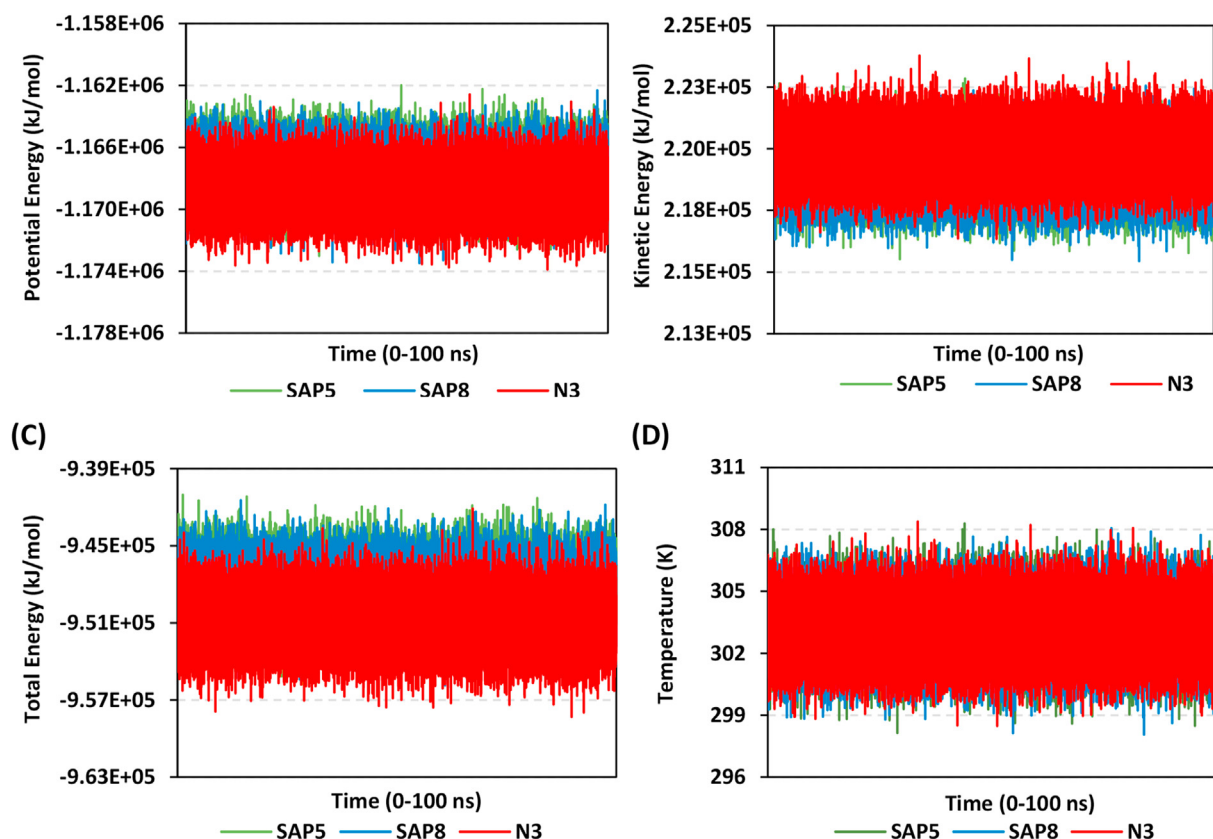 -1.158E+06
-1.162E+06
-1.166E+06
-1.170E+06
-1.174E+06
-1.178E+06
Potential Energy (kJ/mol)
Time (0-100 ns)
SAP5 SAP8 N3
2.25E+05
2.23E+05
2.20E+05
2.18E+05
2.15E+05
2.13E+05
Kinetic Energy (kJ/mol)
Time (0-100 ns)
SAP5 SAP8 N3
(C)
-9.39E+05
-9.45E+05
-9.51E+05
-9.57E+05
-9.63E+05
Total Energy (kJ/mol)
Time (0-100 ns)
SAP5 SAP8 N3
(D)
311
308
305
302
299
296
Temperature (K)
Time (0-100 ns)
SAP5 SAP8 N3